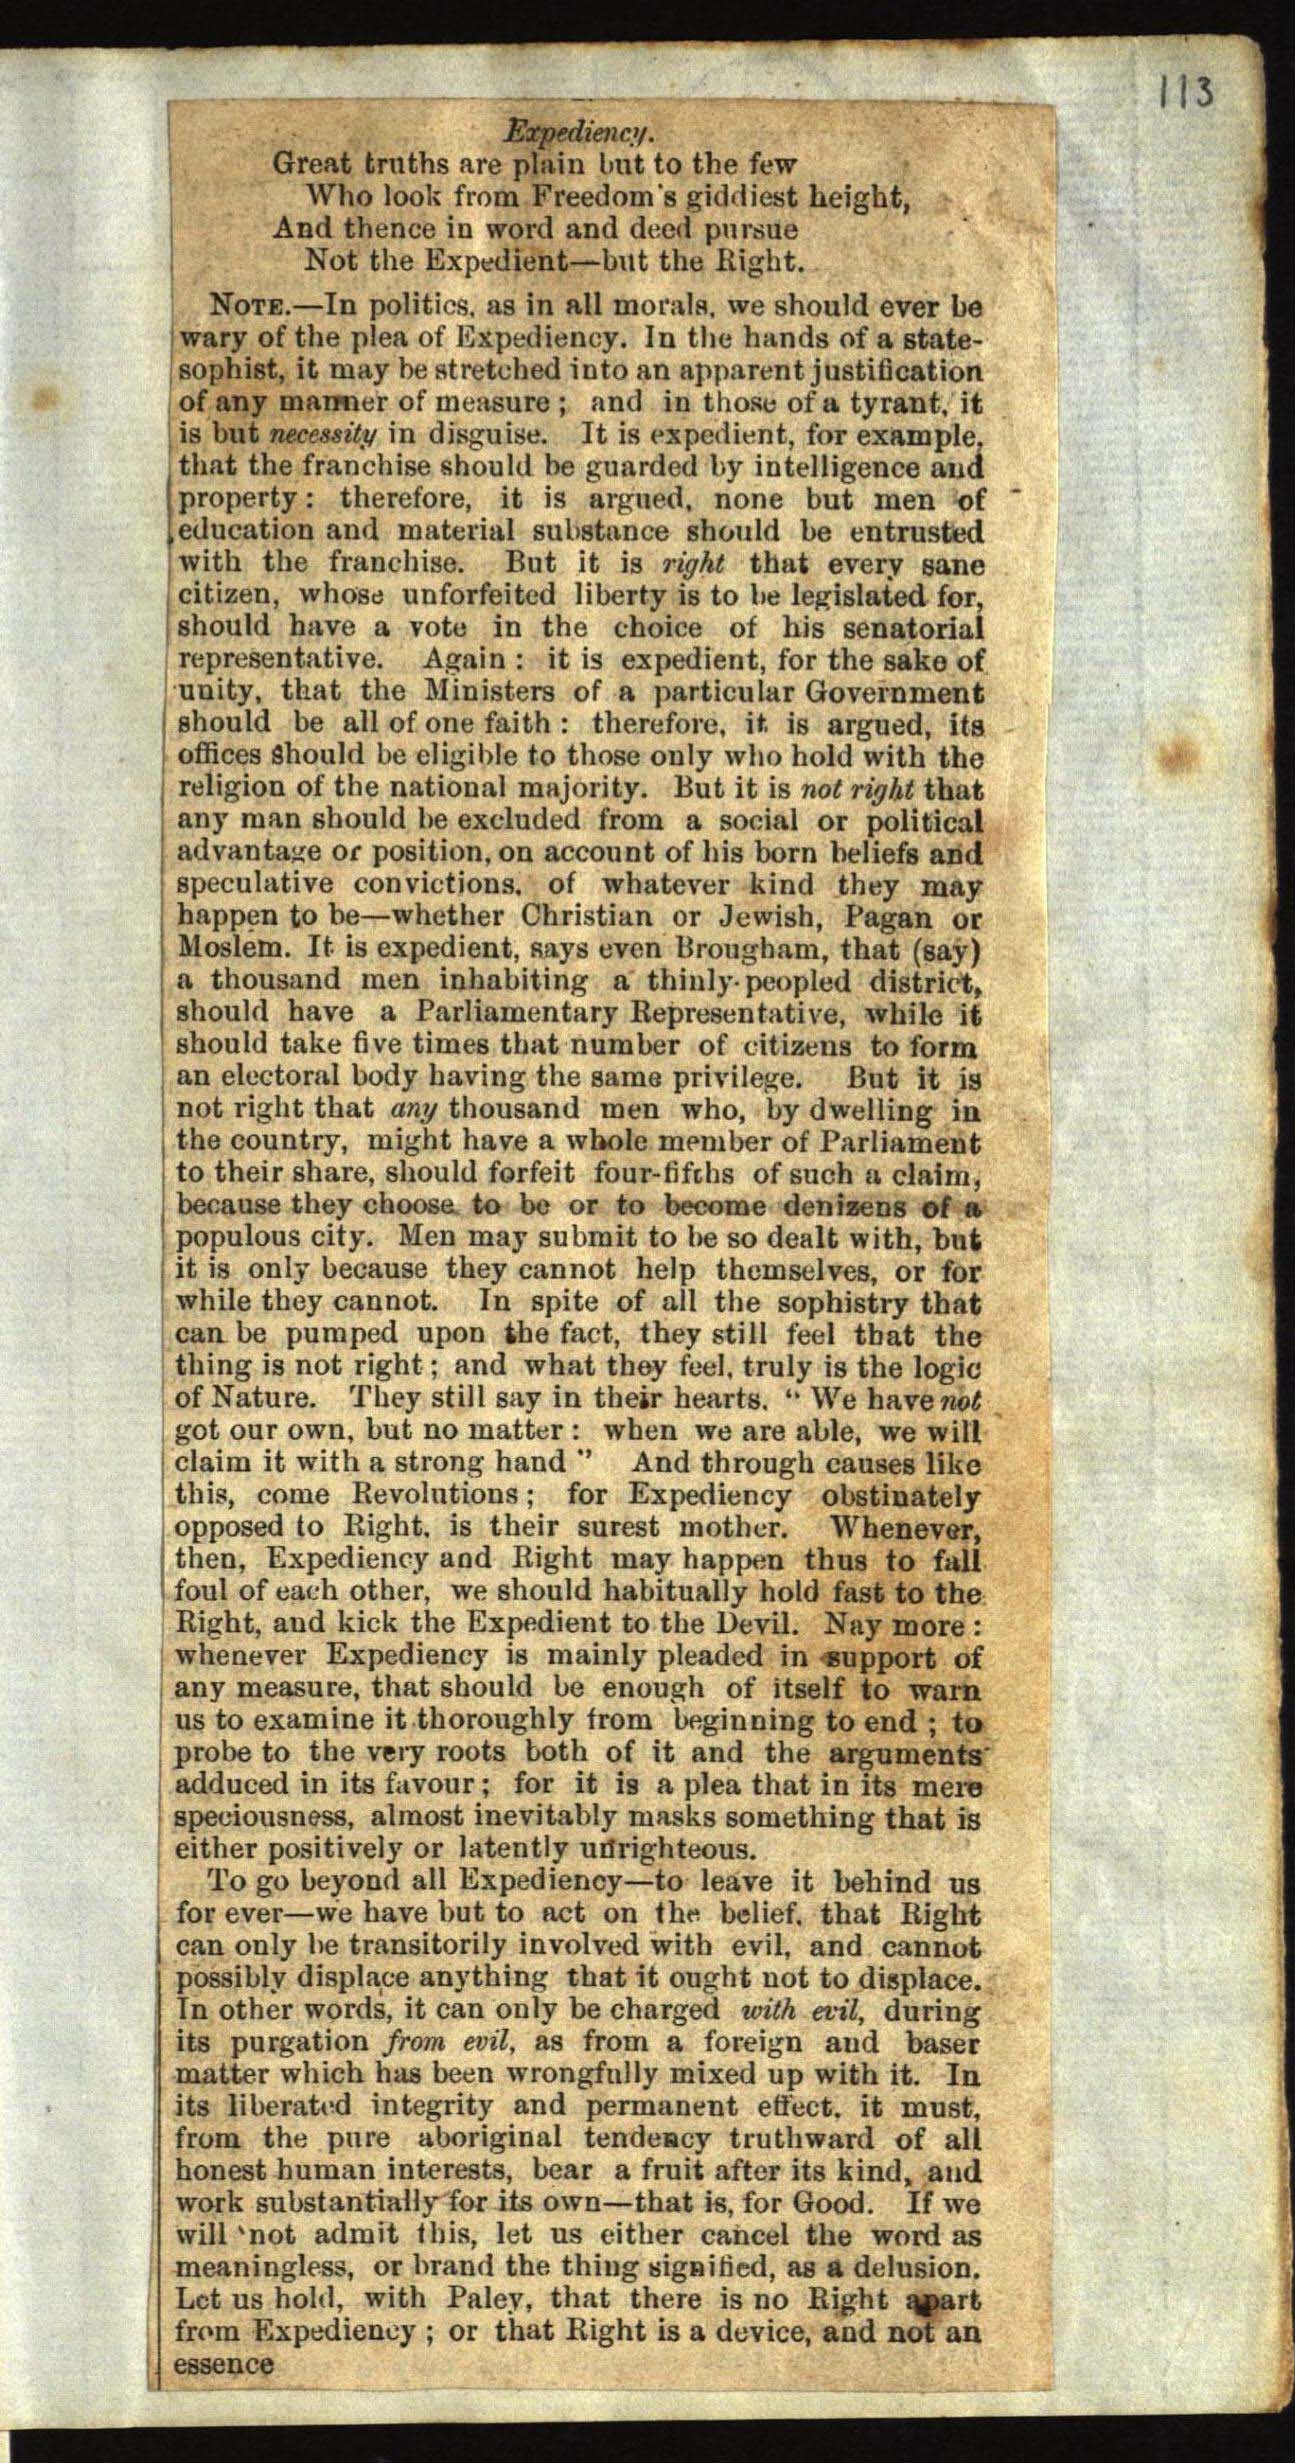 113
Expediency.
Great truths are plain but to the few
Who look from Freedom's giddiest height,
And thence in word and deed pursue
Not the Expedient—but the Right.
NOTE.—In politics, as in all morals, we should ever be
wary of the plea of Expediency. In the hands of a state-
sophist, it may be stretched into an apparent justification
of any manner of measure; and in those of a tyrant, it
is but necessity in disguise. It is expedient, for example,
that the franchise should be guarded by intelligence and
property: therefore, it is argued, none but men of
education and material substance should be entrusted
with the franchise. But it is right that every sane
citizen, whose unforfeited liberty is to be legislated for,
should have a vote in the choice of his senatorial
representative. Again: it is expedient, for the sake of
unity, that the Ministers of a particular Government
should be all of one faith: therefore, it is argued, its
offices should be eligible to those only who hold with the
religion of the national majority. But it is not right that
any man should be excluded from a social or political
advantage or position, on account of his born beliefs and
speculative convictions, of whatever kind they may
happen to be—whether Christian or Jewish, Pagan or
Moslem. It is expedient, says even Brougham, that (say)
a thousand men inhabiting a thinly-peopled district,
should have a Parliamentary Representative, while it
should take five times that number of citizens to form
an electoral body having the same privilege. But it is
not right that any thousand men who, by dwelling in
the country, might have a whole member of Parliament
to their share, should forfeit four-fifths of such a claim,
because they choose to be or to become denizens of a
populous city. Men may submit to be so dealt with, but
it is only because they cannot help themselves, or for
while they cannot. In spite of all the sophistry that
can be pumped upon the fact, they still feel that the
thing is not right; and what they feel, truly is the logic
of Nature. They still say in their hearts, "We have not
got our own, but no matter: when we are able, we will
claim it with a strong hand" And through causes like
this, come Revolutions; for Expediency obstinately
opposed to Right, is their surest mother. Whenever,
then, Expediency and Right may happen thus to fall
foul of each other, we should habitually hold fast to the
Right, and kick the Expedient to the Devil. Nay more:
whenever Expediency is mainly pleaded in support of
any measure, that should be enough of itself to warn
us to examine it thoroughly from beginning to end; to
probe to the very roots both of it and the arguments
adduced in its favour; for it is a plea that in its mere
speciousness, almost inevitably masks something that is
either positively or latently unrighteous.
To go beyond all Expediency—to leave it behind us
for ever—we have but to act on the belief, that Right
can only be transitorily involved with evil, and cannot
possibly displace anything that it ought not to displace.
In other words, it can only be charged with evil, during
its purgation from evil, as from a foreign and baser
matter which has been wrongfully mixed up with it. In
its liberated integrity and permanent effect, it must,
from the pure aboriginal tendency truthward of all
honest human interests, bear a fruit after its kind, and
work substantially for its own—that is, for Good. If we
will not admit this, let us either cancel the word as
meaningless, or brand the thing signified, as a delusion.
Let us hold, with Paley, that there is no Right apart
from Expediency; or that Right is a device, and not an
essence